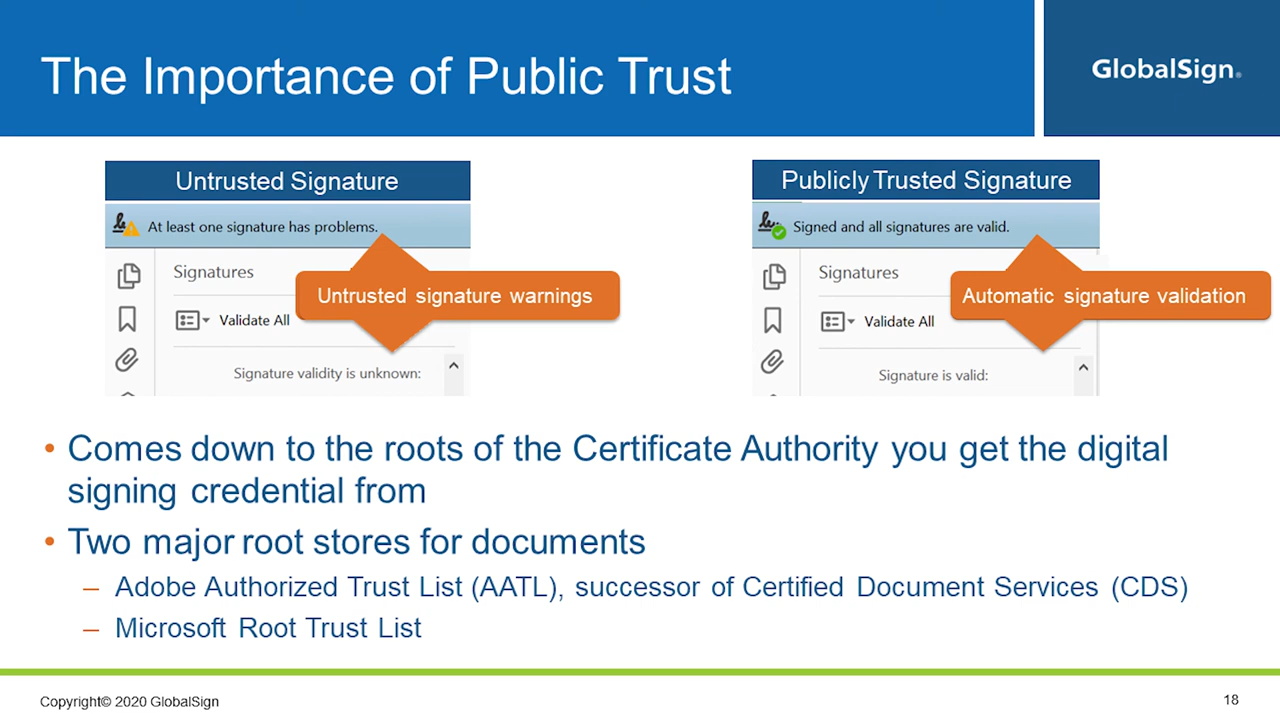 The Importance of Public Trust
GlobalSign.
Untrusted Signature
At least one signature has problems.
Signatures
Untrusted signature warnings
Validate All
Signature validity is unknown:
Publicly Trusted Signature
Signed and all signatures are valid.
Signatures
Automatic signature validation
Validate All
Signature is valid:
• Comes down to the roots of the Certificate Authority you get the digital
signing credential from
• Two major root stores for documents
– Adobe Authorized Trust List (AATL), successor of Certified Document Services (CDS)
– Microsoft Root Trust List
Copyright© 2020 GlobalSign
18